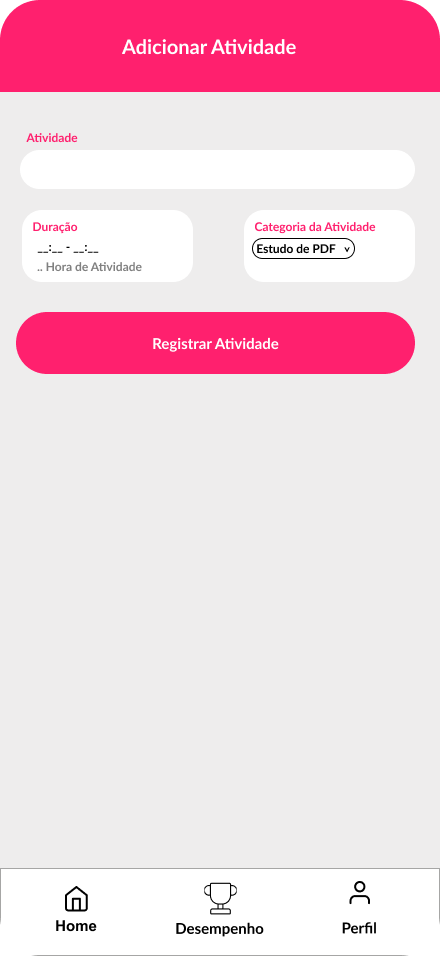 Adicionar Atividade
Atividade
Duração
Categoria da Atividade
__:__ - __:__
Estudo de PDF v
.. Hora de Atividade
Registrar Atividade
Home
Desempenho
Perfil